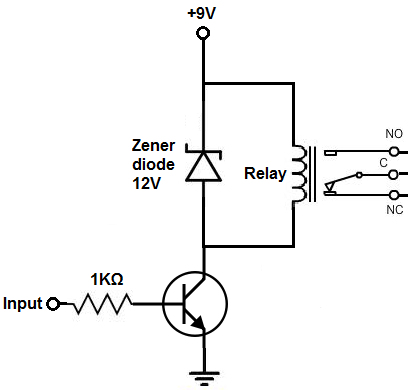 +9V
Zener
diode
12V
Relay
NO
C
NC
1KΩ
Input